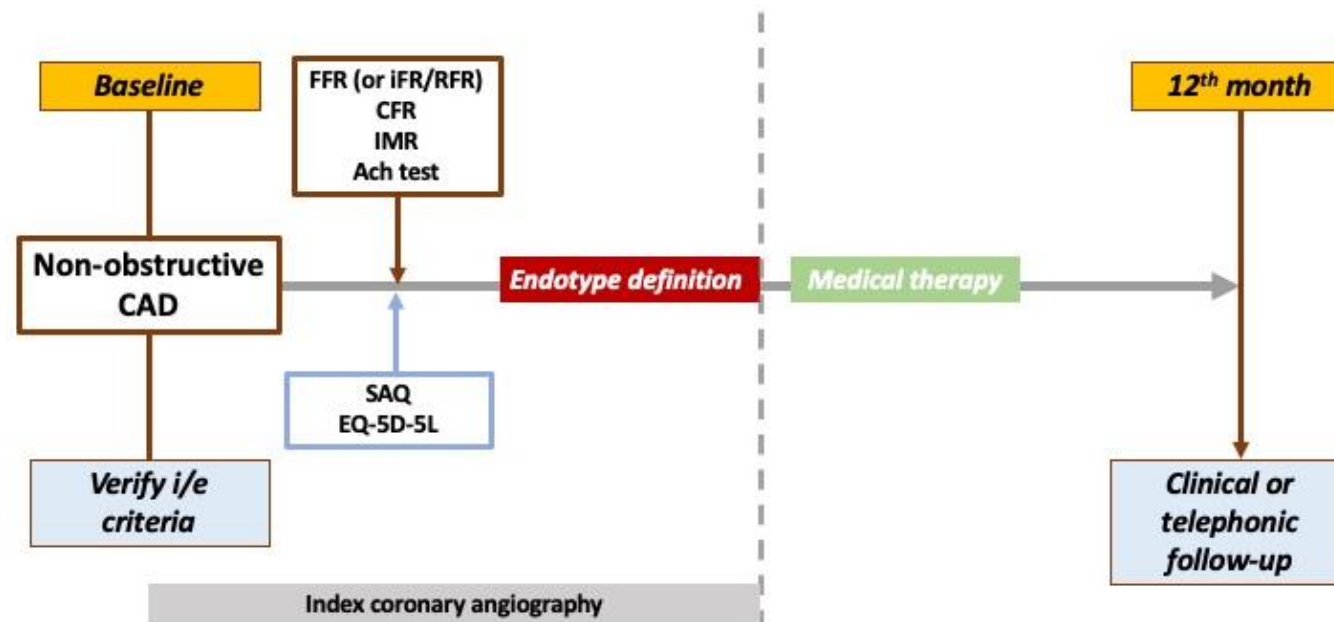 Baseline
FFR (or iFR/RFR)
CFR
IMR
Ach test
12th month
Non-obstructive
CAD
Endotype definition
Medical therapy
SAQ
EQ-5D-5L
Verify i/e
criteria
Clinical or
telephonic
follow-up
Index coronary angiography